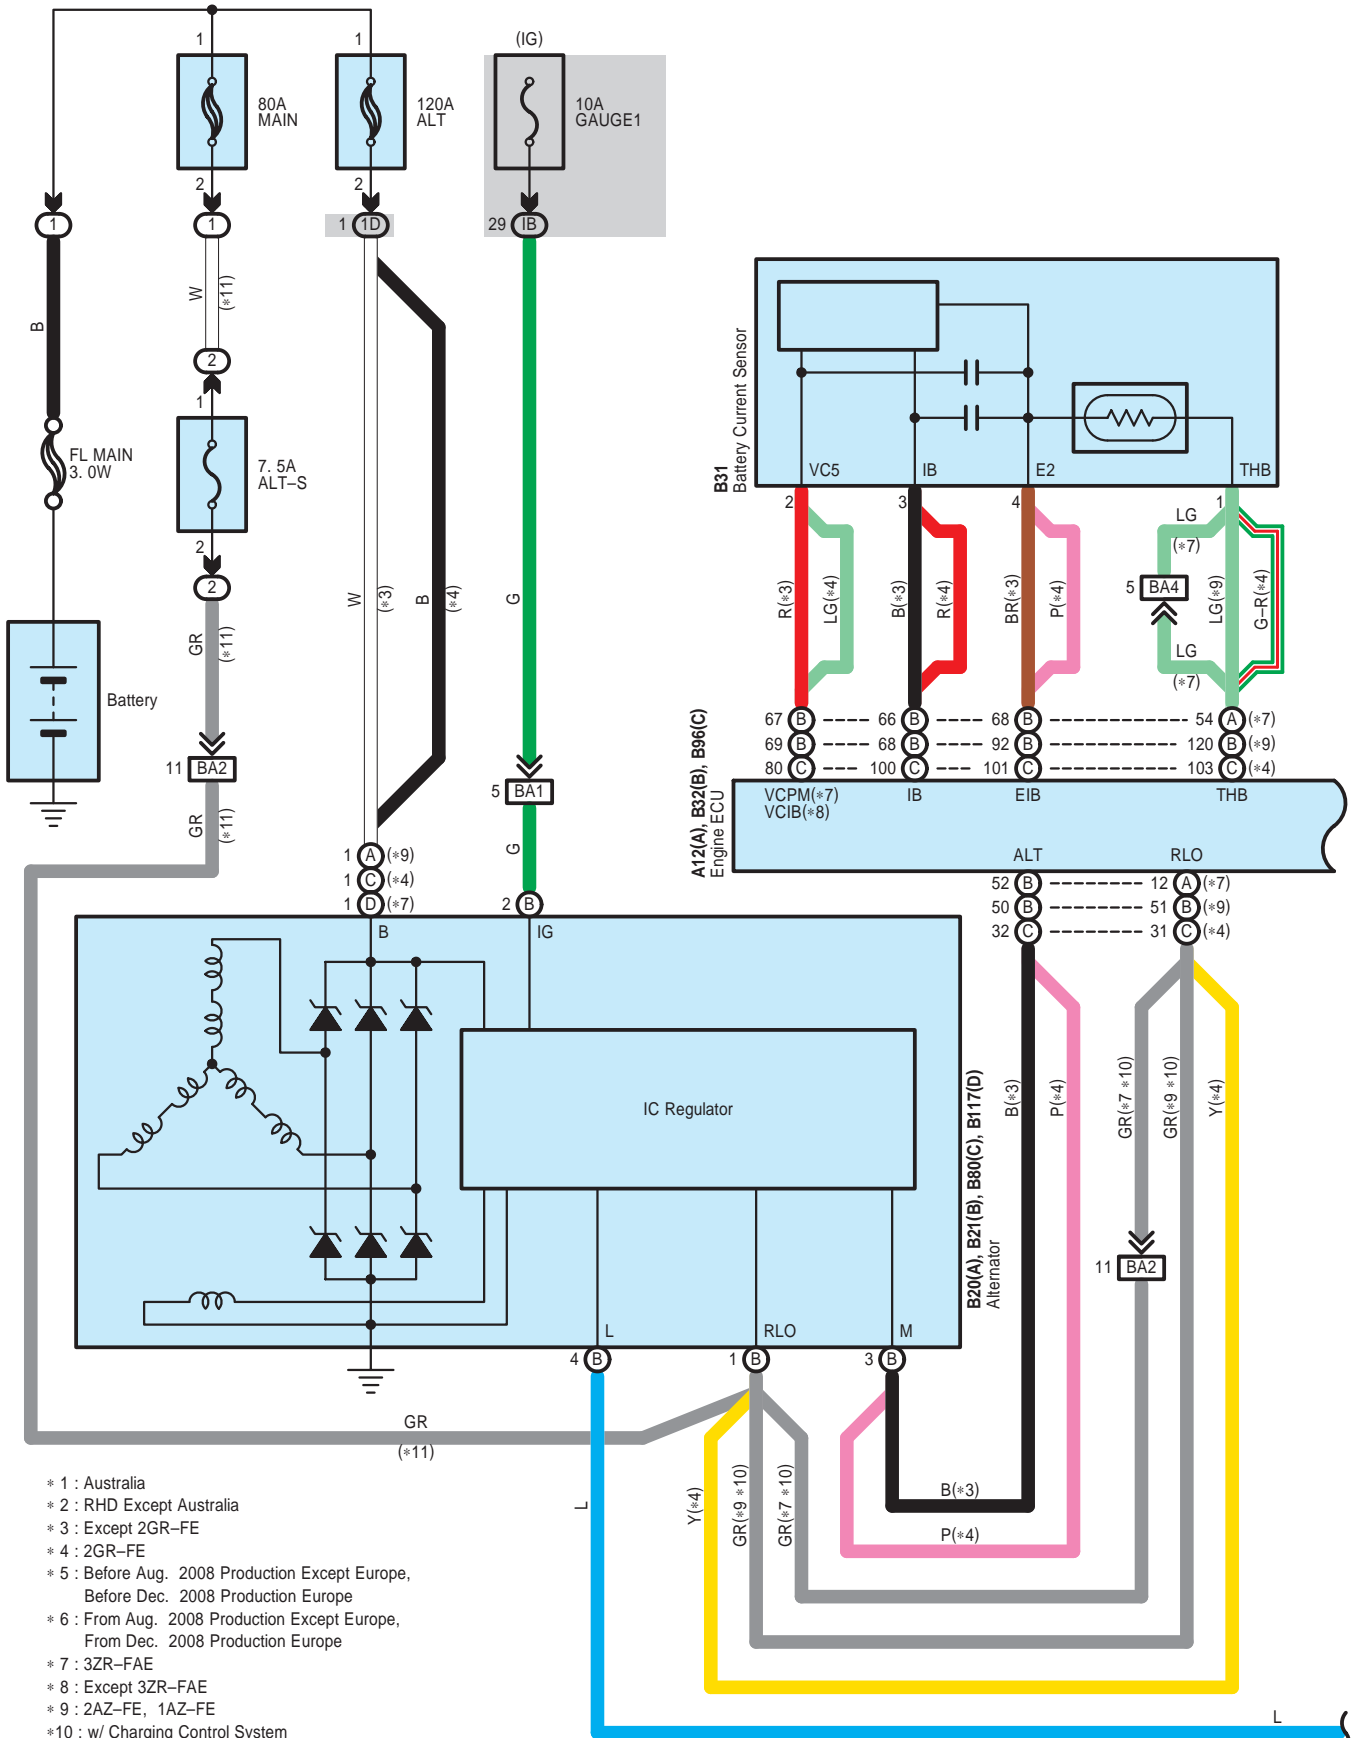 1
1
(IG)
80A
MAIN
120A
ALT
10A
GAUGE1
2
2
1
1
1 1D
29 IB
W
(*11)
B
2
1
FL MAIN
3. 0W
7. 5A
ALT–S
2
2
W
(*3)
B
(*4)
G
GR
(*11)
Battery
11 BA2
GR
(*11)
5 BA1
G
B31
Battery Current Sensor
VC5
IB
E2
THB
2
3
4
1
R(*3)
LG(*4)
B(*3)
R(*4)
BR(*3)
P(*4)
LG
(*7)
5 BA4
LG
(*7)
LG(*9)
G–R(*4)
67 B
66 B
68 B
54 A (*7)
69 B
68 B
92 B
120 B (*9)
80 C
100 C
101 C
103 C (*4)
A12(A), B32(B), B96(C)
Engine ECU
VCPM(*7)
VCIB(*8)
IB
EIB
THB
ALT
RLO
52 B
12 A (*7)
50 B
51 B (*9)
32 C
31 C (*4)
1 A (*9)
1 C (*4)
1 D (*7)
2 B
B
IG
IC Regulator
B20(A), B21(B), B80(C), B117(D)
Alternator
B(*3)
P(*4)
GR(*7 *10)
GR(*9 *10)
Y(*4)
11 BA2
L
RLO
M
4 B
1 B
3 B
GR
(*11)
L
Y(*4)
GR(*9 *10)
GR(*7 *10)
B(*3)
P(*4)
* 1 : Australia
* 2 : RHD Except Australia
* 3 : Except 2GR–FE
* 4 : 2GR–FE
* 5 : Before Aug. 2008 Production Except Europe,
Before Dec. 2008 Production Europe
* 6 : From Aug. 2008 Production Except Europe,
From Dec. 2008 Production Europe
* 7 : 3ZR–FAE
* 8 : Except 3ZR–FAE
* 9 : 2AZ–FE, 1AZ–FE
*10 : w/ Charging Control System
L